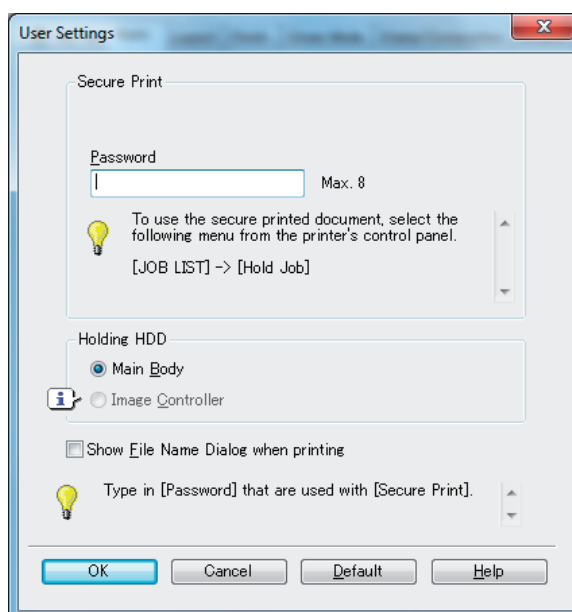 User Settings
Secure Print
Password
Max. 8
To use the secure printed document, select the
following menu from the printer's control panel.
[JOB LIST] -> [Hold Job]
Holding HDD
Main Body
Image Controller
Show File Name Dialog when printing
Type in [Password] that are used with [Secure Print].
OK
Cancel
Default
Help